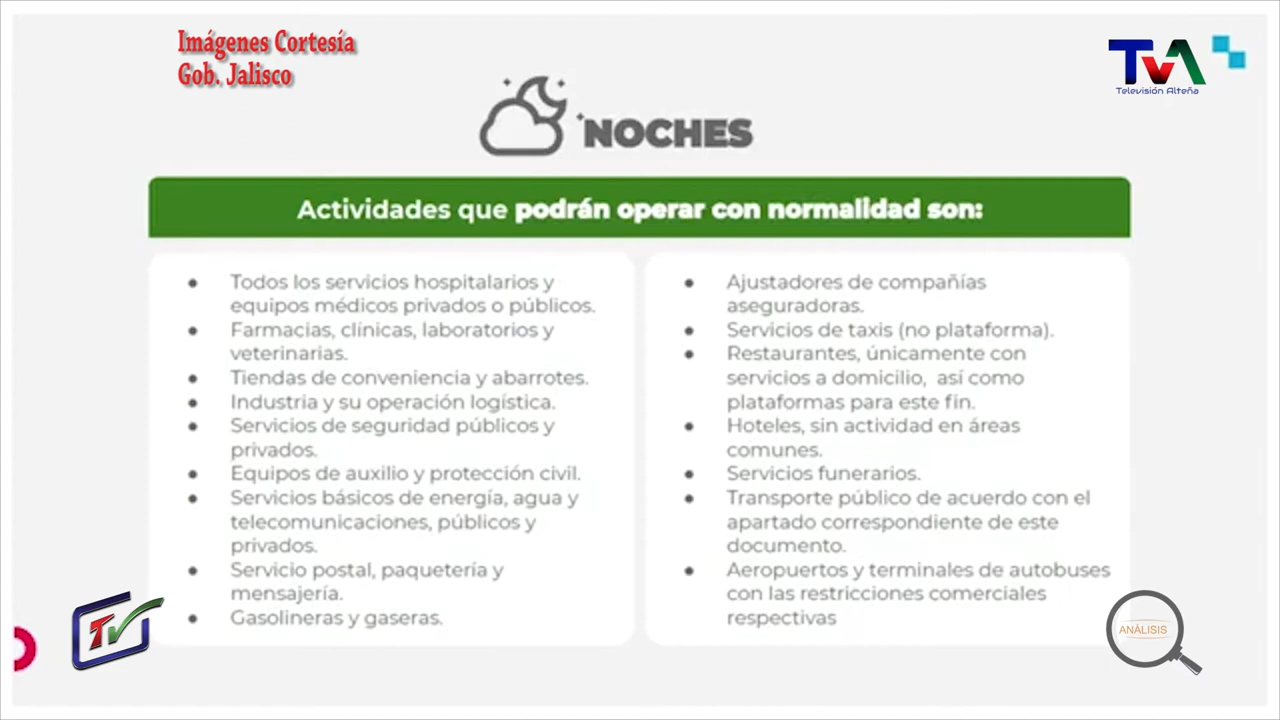 Imágenes Cortesía
Gob. Jalisco
TVA
Televisión Alteña
NOCHES
Actividades que podrán operar con normalidad son:
Todos los servicios hospitalarios y
equipos médicos privados o públicos.
Farmacías, clínicas, laboratorios y
veterinarias.
Tiendas de conveniencia y abarrotes.
Industria y su operación logística.
Servicios de seguridad públicos y
privados.
Equipos de auxilio y protección civil.
Servicios básicos de energía, agua y
telecomunicaciones, públicos y
privados.
Servicio postal, paquetería y
mensajería.
Gasolineras y gaseras.
Ajustadores de compañías
aseguradoras.
Servicios de taxis (no plataforma).
Restaurantes, únicamente con
servicios a domicilio, así como
plataformas para este fin.
Hoteles, sin actividad en áreas
comunes.
Servicios funerarios.
Transporte público de acuerdo con el
apartado correspondiente de este
documento.
Aeropuertos y terminales de autobuses
con las restricciones comerciales
respectivas
TV
ANÁLISIS